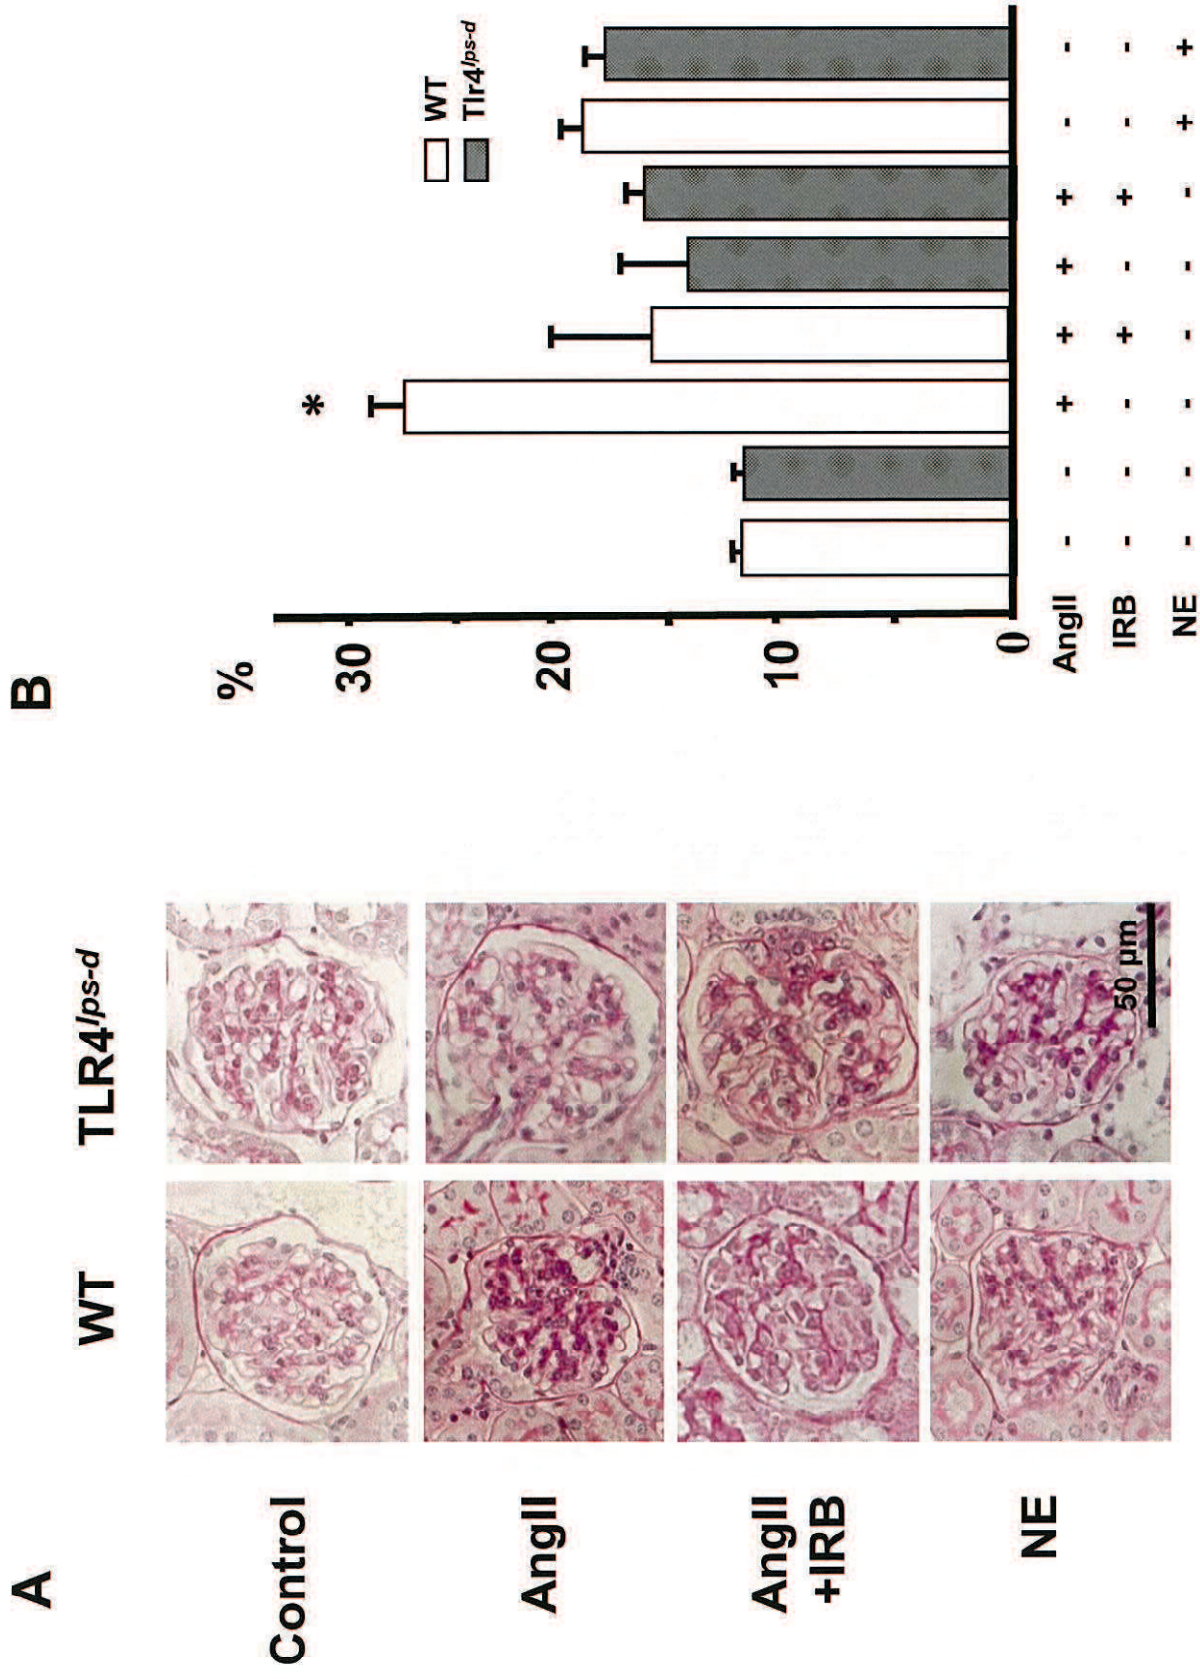 A
WT
TLR4lps-d
Control
AngII
AngII
+IRB
NE
50 µm
B
%
30
20
10
0
*
WT
Tlr4lps-d
AngII - - + + + + - -
IRB - - - + - + - -
NE - - - - - - + +